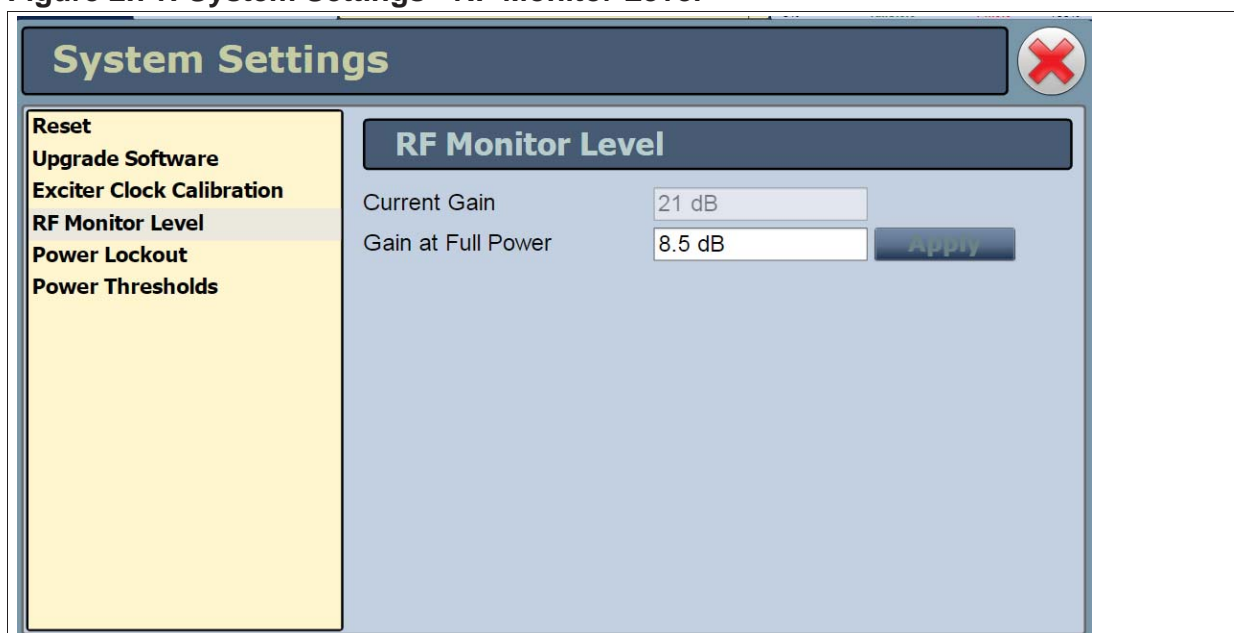 System Settings
Reset
Upgrade Software
Exciter Clock Calibration
RF Monitor Level
Power Lockout
Power Thresholds
RF Monitor Level
Current Gain 21 dB
Gain at Full Power 8.5 dB Apply